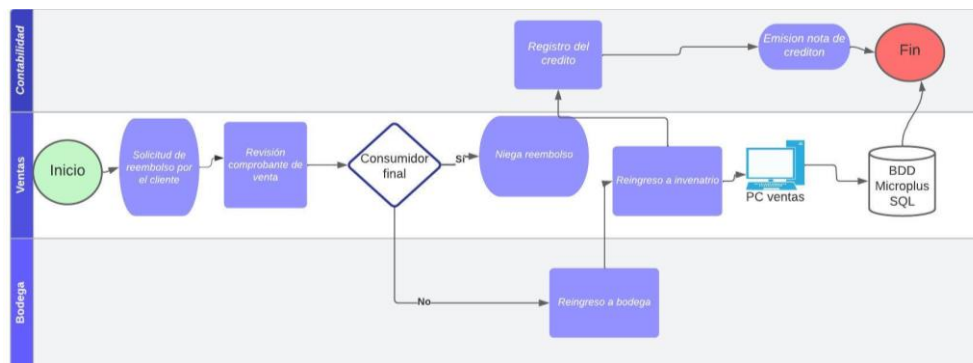 Contabilidad
Registro del
credito
Emision nota de
crediton
Fin
Ventas
Inicio
Solicitud de
reembolso por
el cliente
Revisión
comprobante de
venta
Consumidor
final
sí
Niega reembolso
Reingreso a invenatrio
PC ventas
BDD
Microplus
SQL
Bodega
No
Reingreso a bodega